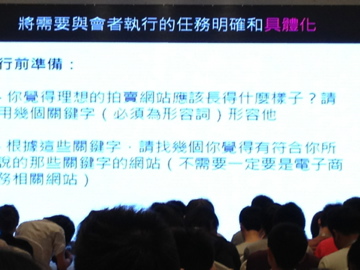 將需要與會者執行的任務明確和具體化
行前準備：
你覺得理想的拍賣網站應該長得什麼樣子？請
用幾個關鍵字（必須為形容詞）形容他
根據這些關鍵字，請找幾個你覺得有符合你所
說的那些關鍵字的網站（不需要一定要是電子商
務相關網站）